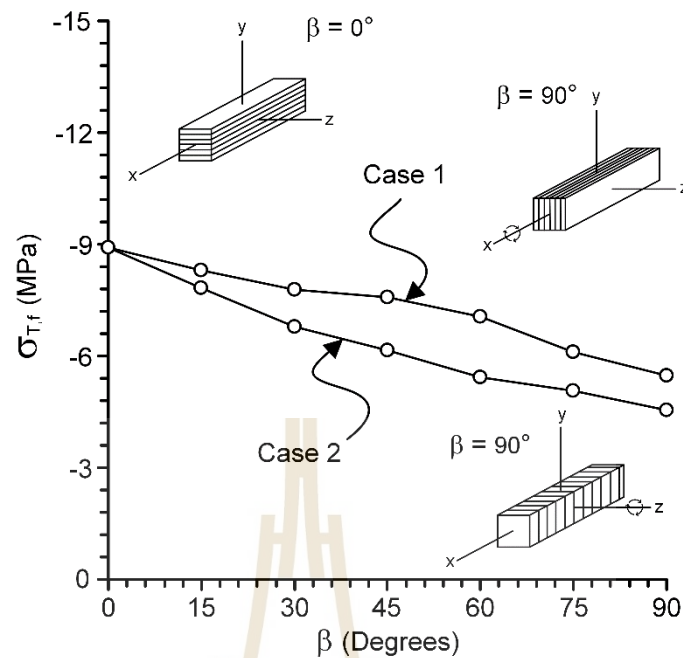 -15
-12
-9
-6
-3
0
σT,f (MPa)
β = 0°
y
z
x
β = 90°
y
z
x
Case 1
Case 2
β = 90°
y
z
x
0 15 30 45 60 75 90
β (Degrees)